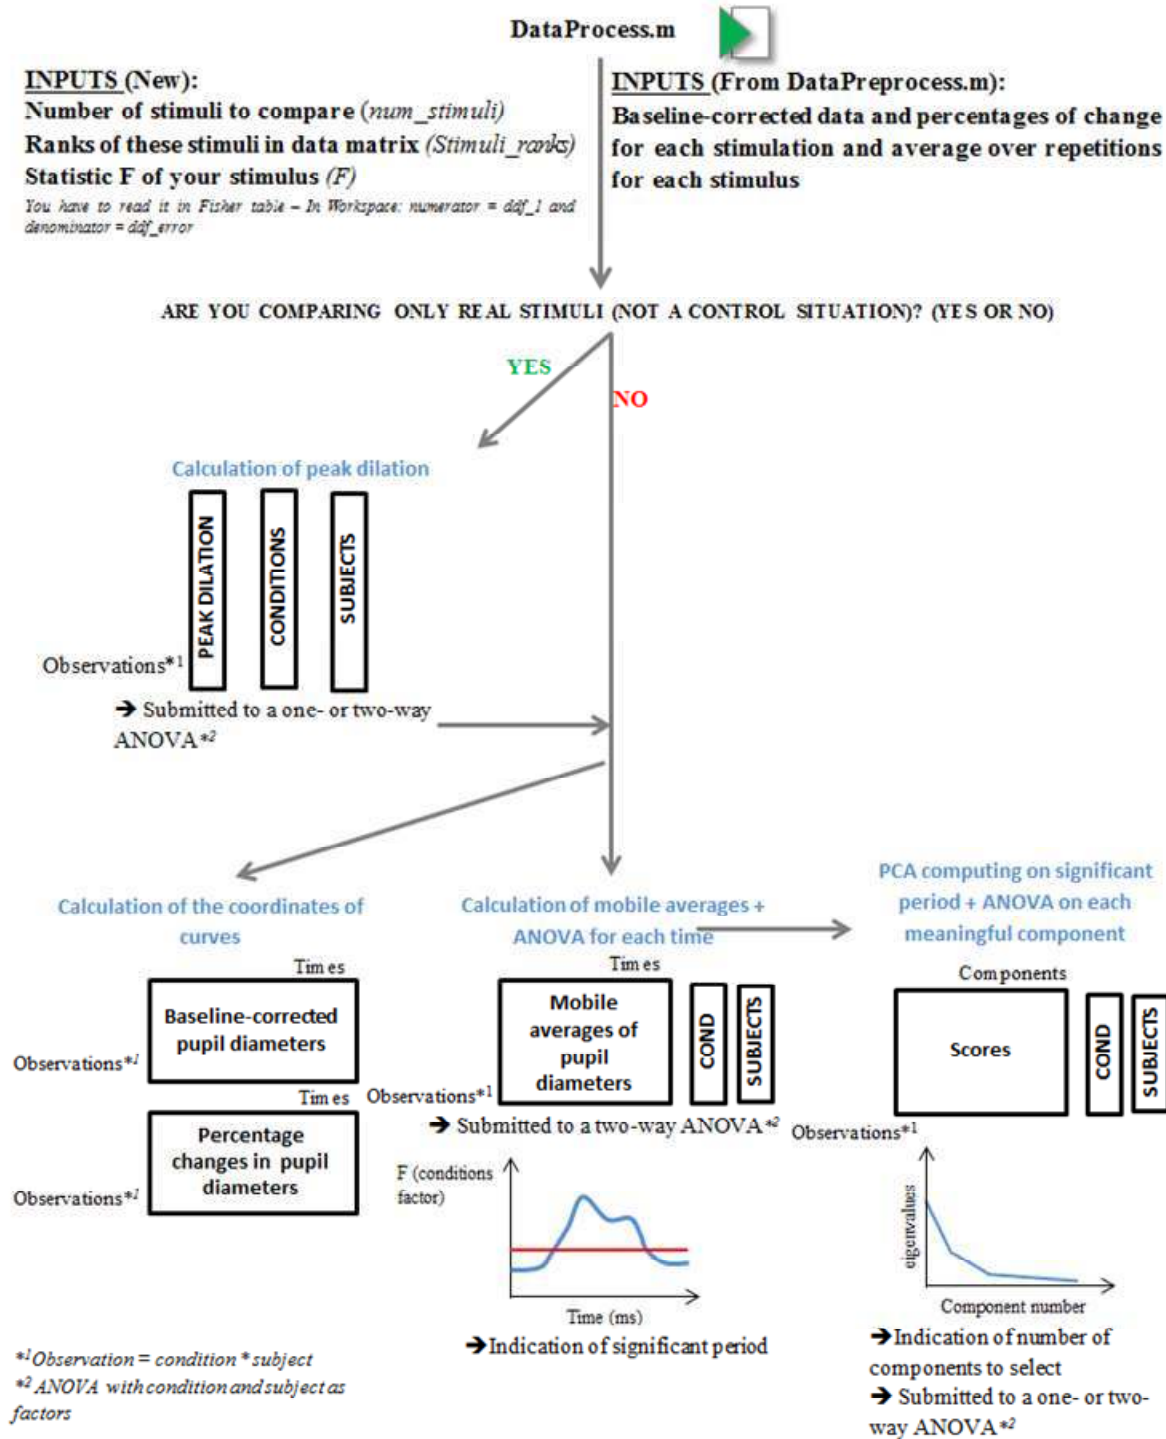 DataProcess.m
INPUTS (New):
Number of stimuli to compare (num_stimuli)
Ranks of these stimuli in data matrix (Stimuli_ranks)
Statistic F of your stimulus (F)
You have to read it in Fisher table – In Workspace: numerator = ddf_1 and
denominator = ddf_error
INPUTS (From DataPreprocess.m):
Baseline-corrected data and percentages of change
for each stimulation and average over repetitions
for each stimulus
ARE YOU COMPARING ONLY REAL STIMULI (NOT A CONTROL SITUATION)? (YES OR NO)
YES
NO
Calculation of peak dilation
PEAK DILATION
CONDITIONS
SUBJECTS
Observations*1
➔ Submitted to a one- or two-way
ANOVA*2
Calculation of the coordinates of
curves
Times
Baseline-corrected
pupil diameters
Observations*1
Times
Percentage
changes in pupil
diameters
Observations*1
Calculation of mobile averages +
ANOVA for each time
Times
Mobile
averages of
pupil
diameters
COND
SUBJECTS
Observations*1
➔ Submitted to a two-way ANOVA*2
F (conditions
factor)
Time (ms)
➔Indication of significant period
PCA computing on significant
period + ANOVA on each
meaningful component
Components
Scores
COND
SUBJECTS
Observations*1
eigenvalues
Component number
➔Indication of number of
components to select
➔ Submitted to a one- or two-
way ANOVA*2
*1Observation = condition * subject
*2 ANOVA with condition and subject as
factors